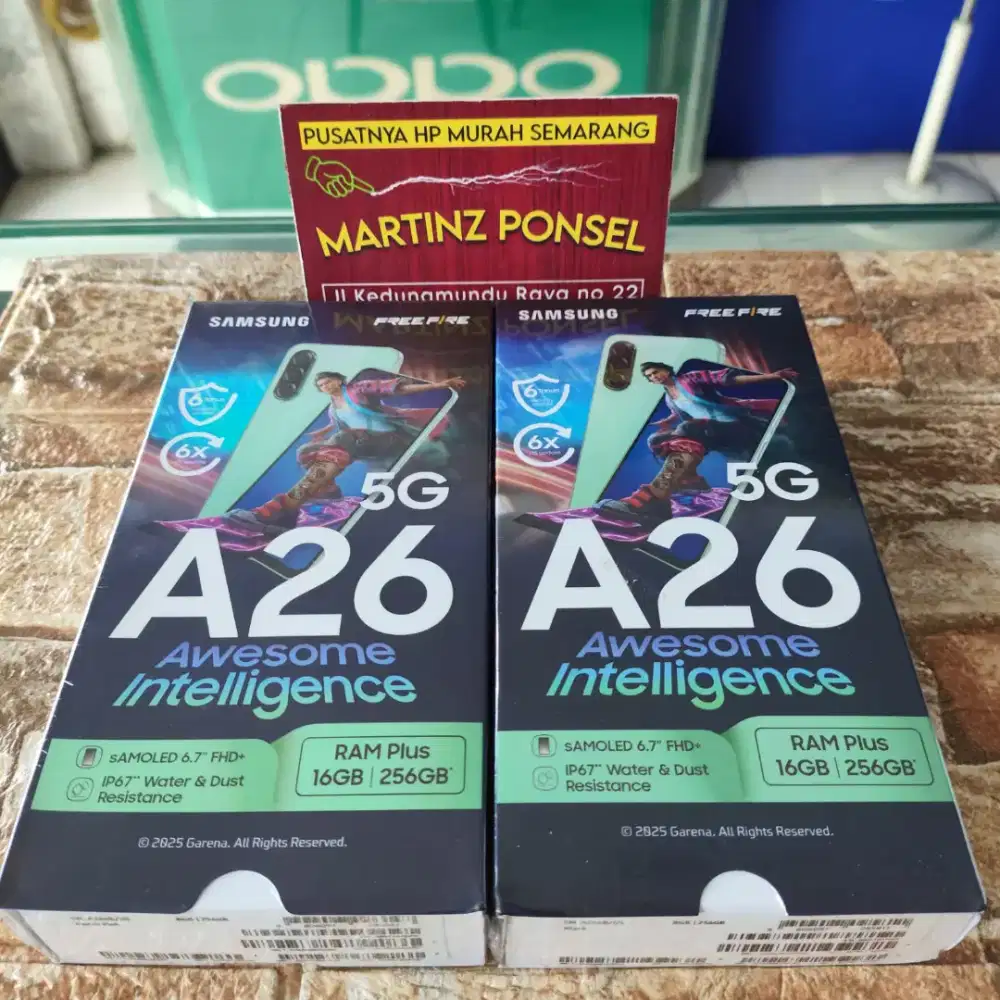 OPPO
PUSATNYA HP MURAH SEMARANG
MARTINZ PONSEL
Jl Kedungmundu Raya no 22
SAMSUNG
FREE FIRE
6
6X
5G
A26
Awesome
Intelligence
sAMOLED 6.7" FHD+
IP67** Water & Dust
Resistance
RAM Plus
16GB | 256GB*
© 2025 Garena. All Rights Reserved.
SAMSUNG
FREE FIRE
6
6X
5G
A26
Awesome
Intelligence
sAMOLED 6.7" FHD+
IP67** Water & Dust
Resistance
RAM Plus
16GB | 256GB*
© 2025 Garena. All Rights Reserved.